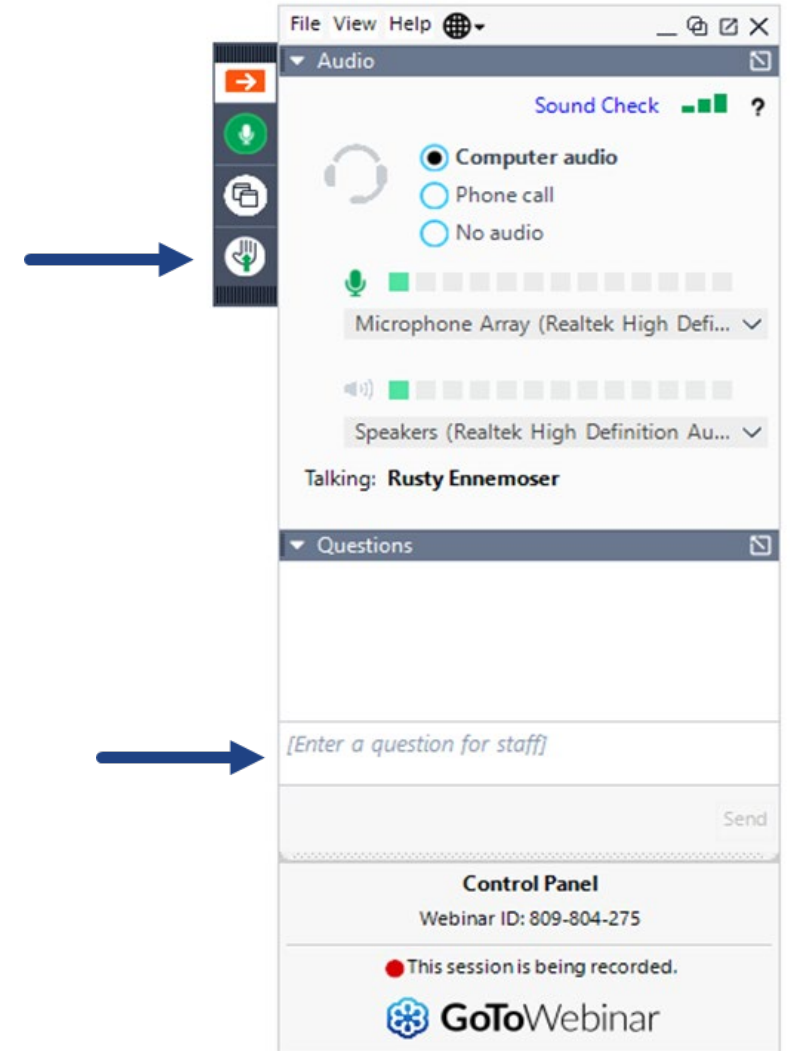 File View Help
Audio
Sound Check ?
Computer audio
Phone call
No audio
Microphone Array (Realtek High Defi...
Speakers (Realtek High Definition Au...
Talking: Rusty Ennemoser
Questions
[Enter a question for staff]
Send
Control Panel
Webinar ID: 809-804-275
This session is being recorded.
GoToWebinar